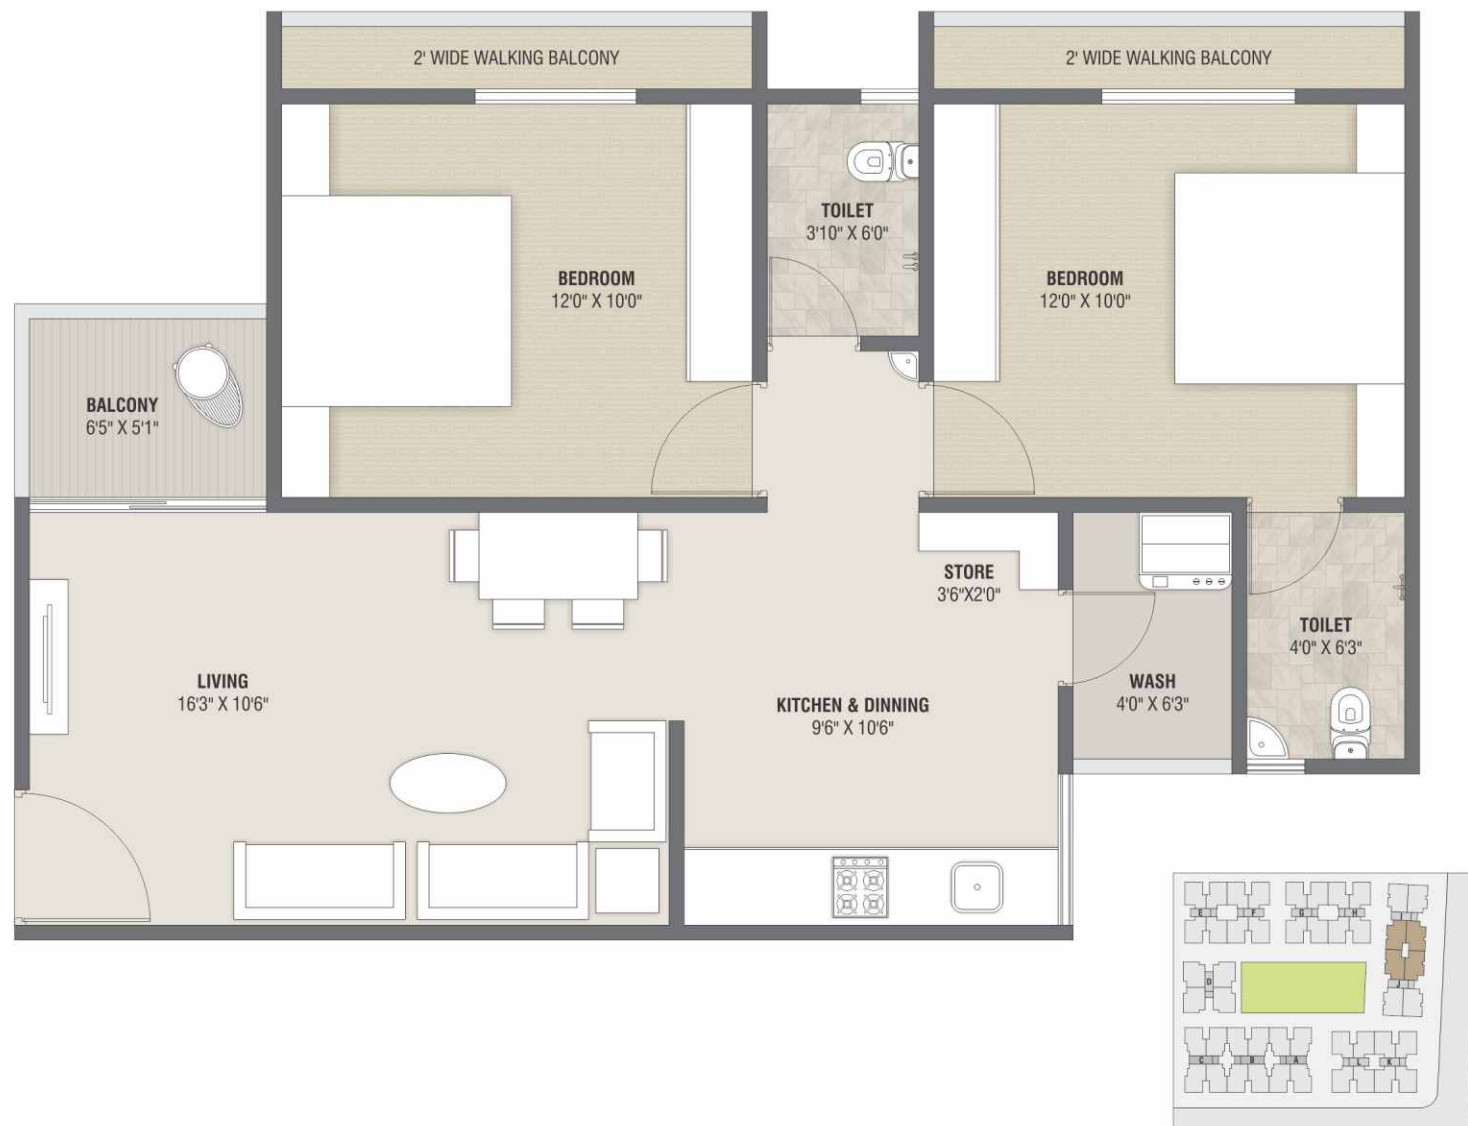 2' WIDE WALKING BALCONY
2' WIDE WALKING BALCONY
TOILET
3'10" X 6'0"
BEDROOM
12'0" X 10'0"
BEDROOM
12'0" X 10'0"
BALCONY
6'5" X 5'1"
STORE
3'6"X2'0"
TOILET
4'0" X 6'3"
LIVING
16'3" X 10'6"
WASH
4'0" X 6'3"
KITCHEN & DINNING
9'6" X 10'6"
E F G H I
D J
C B A L K